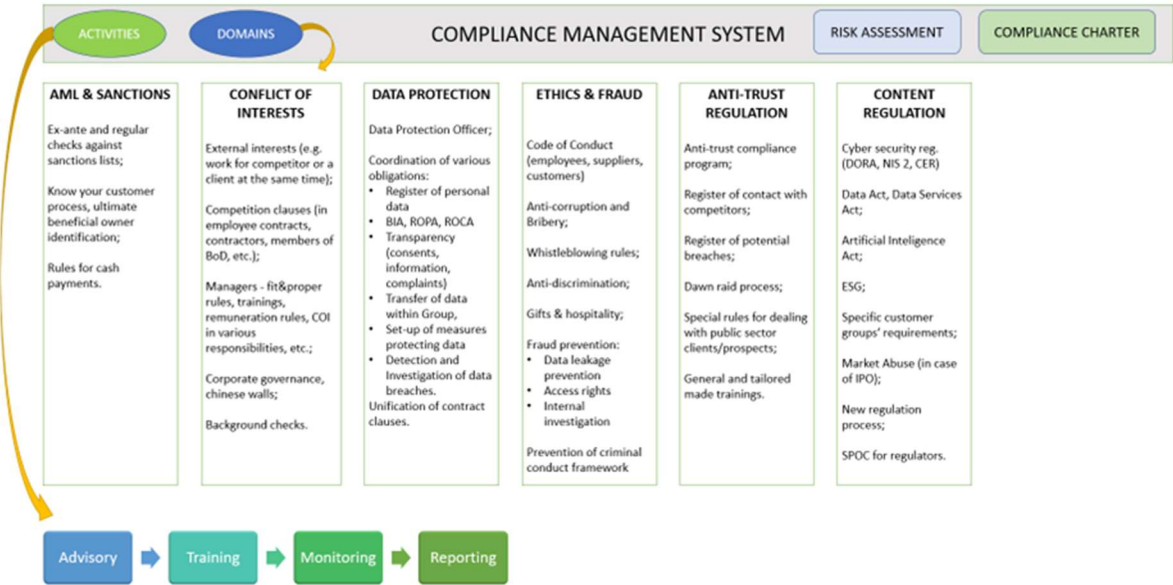 ACTIVITIES
DOMAINS
COMPLIANCE MANAGEMENT SYSTEM
RISK ASSESSMENT
COMPLIANCE CHARTER
AML & SANCTIONS
Ex-ante and regular
checks against
sanctions lists;
Know your customer
process, ultimate
beneficial owner
identification;
Rules for cash
payments.
CONFLICT OF
INTERESTS
External interests (e.g.
work for competitor or a
client at the same time);
Competition clauses (in
employee contracts,
contractors, members of
BoD, etc.);
Managers - fit&proper
rules, trainings,
remuneration rules, COI
in various
responsibilities, etc.;
Corporate governance,
chinese walls;
Background checks.
DATA PROTECTION
Data Protection Officer;
Coordination of various
obligations:
• Register of personal
data
• BIA, ROPA, ROCA
• Transparency
(consents,
information,
complaints)
• Transfer of data
within Group,
• Set-up of measures
protecting data
• Detection and
Investigation of data
breaches.
Unification of contract
clauses.
ETHICS & FRAUD
Code of Conduct
(employees, suppliers,
customers)
Anti-corruption and
Bribery;
Whistleblowing rules;
Anti-discrimination;
Gifts & hospitality;
Fraud prevention:
• Data leakage
prevention
• Access rights
• Internal
investigation
Prevention of criminal
conduct framework
ANTI-TRUST
REGULATION
Anti-trust compliance
program;
Register of contact with
competitors;
Register of potential
breaches;
Dawn raid process;
Special rules for dealing
with public sector
clients/prospects;
General and tailored
made trainings.
CONTENT
REGULATION
Cyber security reg.
(DORA, NIS 2, CER)
Data Act, Data Services
Act;
Artificial Inteligence
Act;
ESG;
Specific customer
groups' requirements;
Market Abuse (in case
of IPO);
New regulation
process;
SPOC for regulators.
Advisory
Training
Monitoring
Reporting